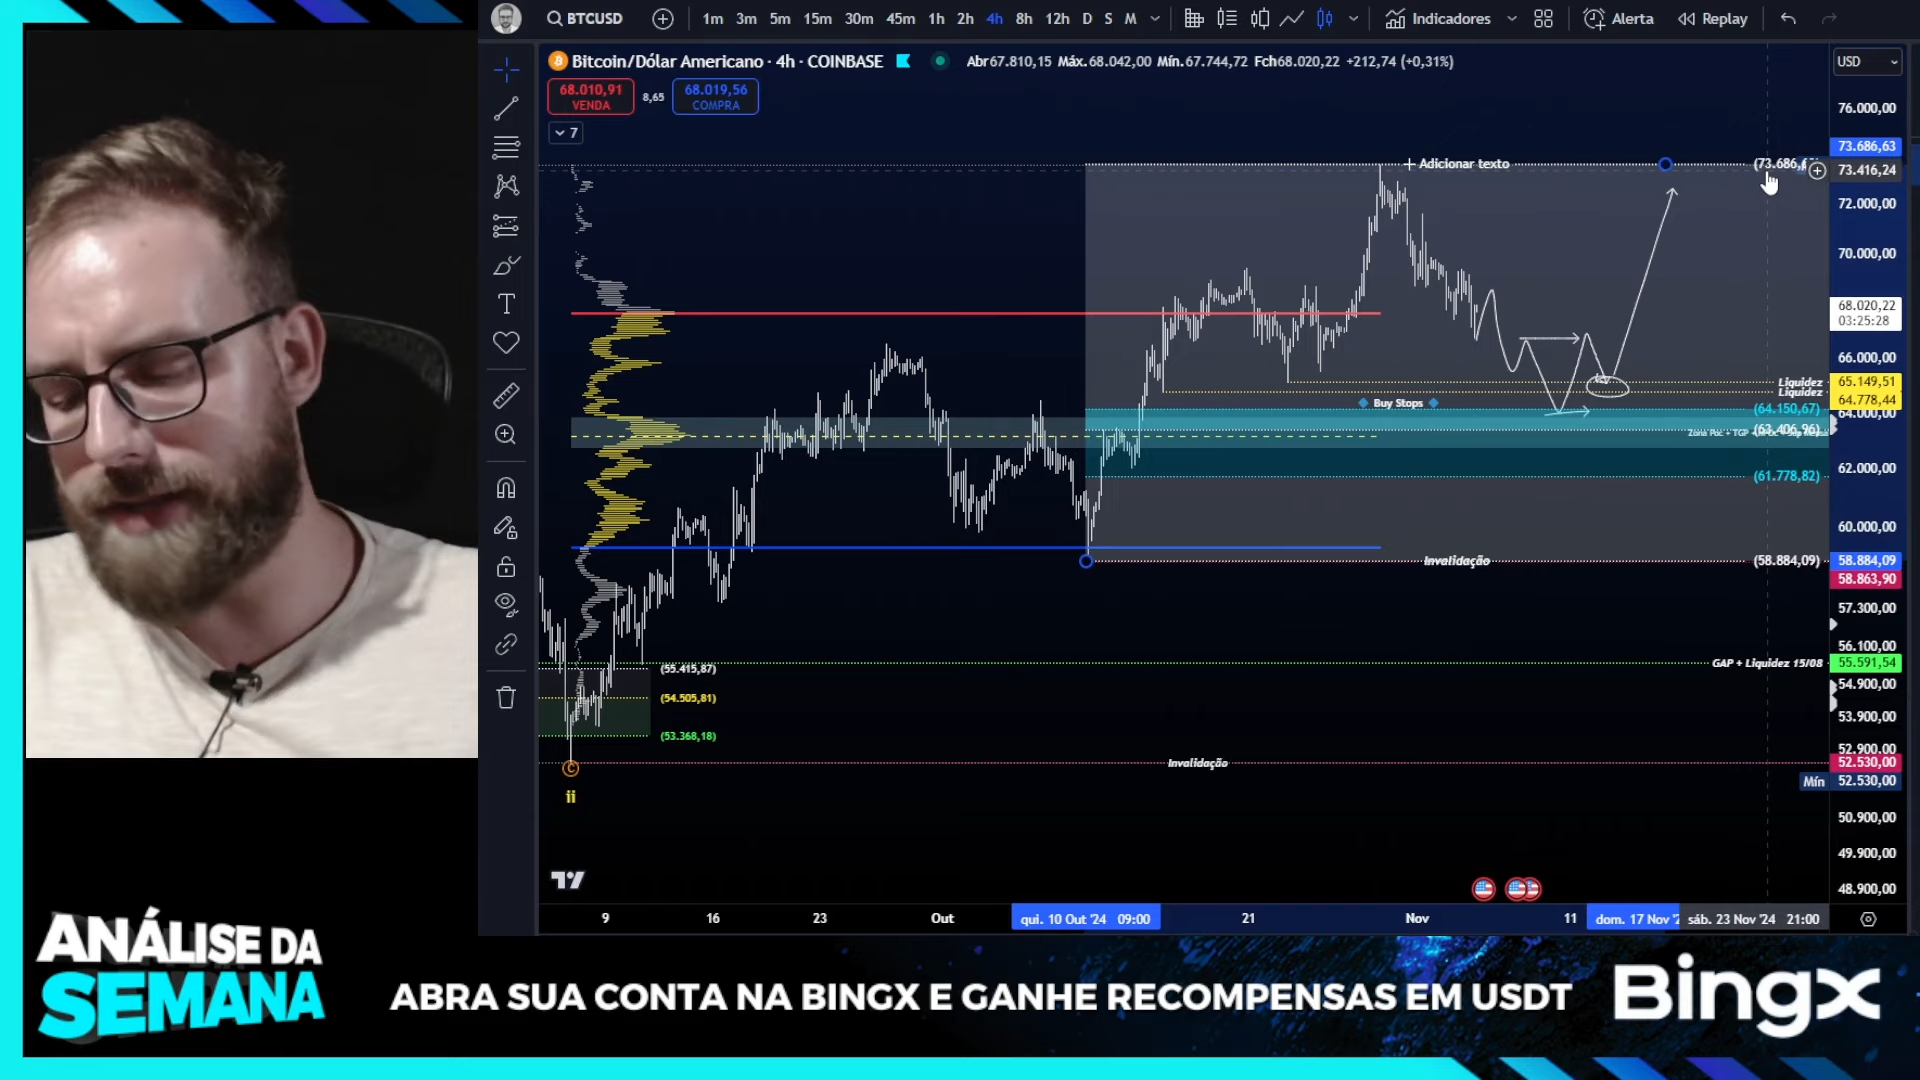 BTCUSD
1m 3m 5m 15m 30m 45m 1h 2h 4h 8h 12h D S M
Indicadores
Alerta
Replay
Bitcoin/Dólar Americano · 4h · COINBASE
Abr67.810,15 Máx.68.042,00 Mín.67.744,72 Fch68.020,22 +212,74 (+0,31%)
USD
68.010,91
VENDA
8,65
68.019,56
COMPRA
7
76.000,00
73.686,63
+ Adicionar texto
73.416,24
72.000,00
70.000,00
68.020,22
03:25:28
66.000,00
Liquidez
65.149,51
Liquidez
64.778,44
Buy Stops
(64.150,67)
64.000,00
(63.406,96)
62.000,00
(61.778,82)
60.000,00
Invalidação
(58.884,09)
58.884,09
58.863,90
57.300,00
56.100,00
GAP + Liquidez 15/08
55.591,54
(55.415,87)
54.900,00
(54.505,81)
53.900,00
(53.368,18)
52.900,00
Invalidação
52.530,00
Mín
52.530,00
C
ii
50.900,00
49.900,00
48.900,00
9
16
23
Out
qui. 10 Out '24 09:00
21
Nov
11
dom. 17 Nov
sáb. 23 Nov '24 21:00
ANÁLISE DA
SEMANA
ABRA SUA CONTA NA BINGX E GANHE RECOMPENSAS EM USDT
BingX